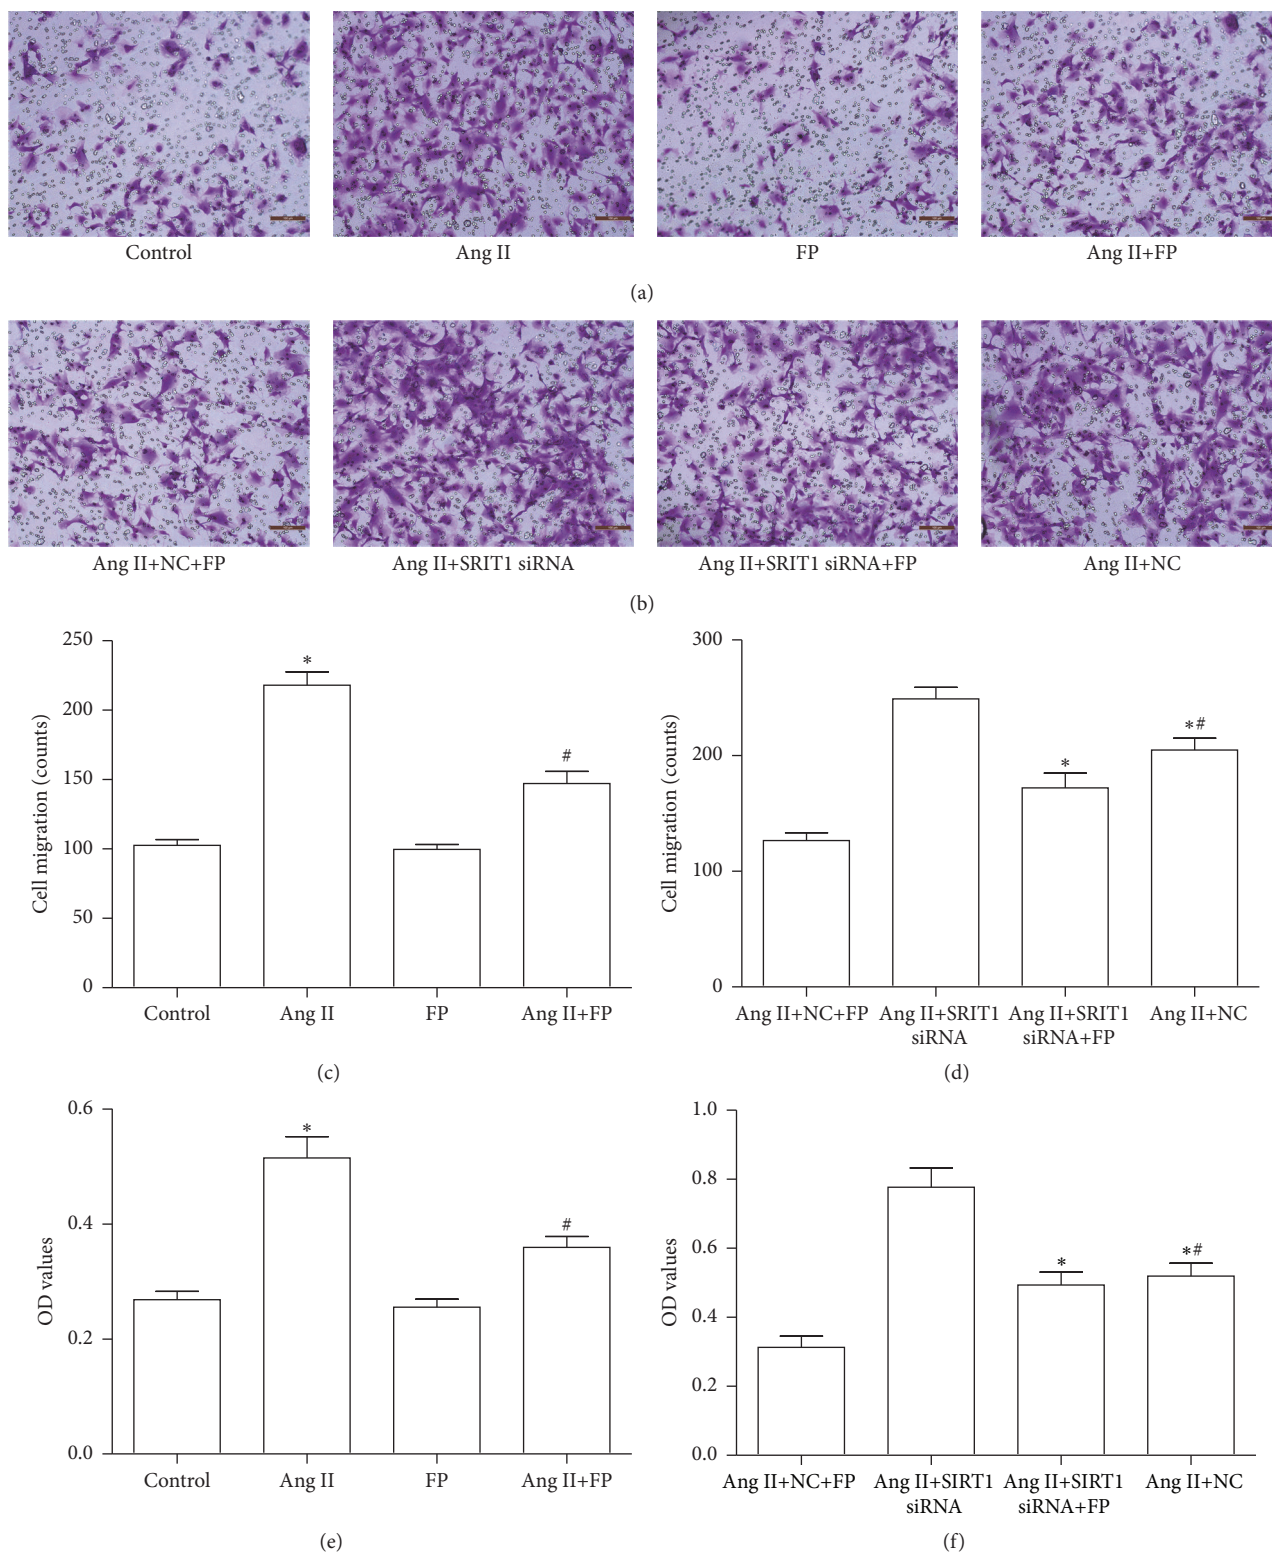 Control
Ang II
FP
Ang II+FP
(a)
Ang II+NC+FP
Ang II+SRIT1 siRNA
Ang II+SRIT1 siRNA+FP
Ang II+NC
(b)
250
200
150
100
50
0
Cell migration (counts)
*
#
Control
Ang II
FP
Ang II+FP
(c)
300
200
100
0
Cell migration (counts)
*
*#
Ang II+NC+FP
Ang II+SRIT1
siRNA
Ang II+SRIT1
siRNA+FP
Ang II+NC
(d)
0.6
0.4
0.2
0.0
OD values
*
#
Control
Ang II
FP
Ang II+FP
(e)
1.0
0.8
0.6
0.4
0.2
0.0
OD values
*
*#
Ang II+NC+FP
Ang II+SIRT1
siRNA
Ang II+SIRT1
siRNA+FP
Ang II+NC
(f)